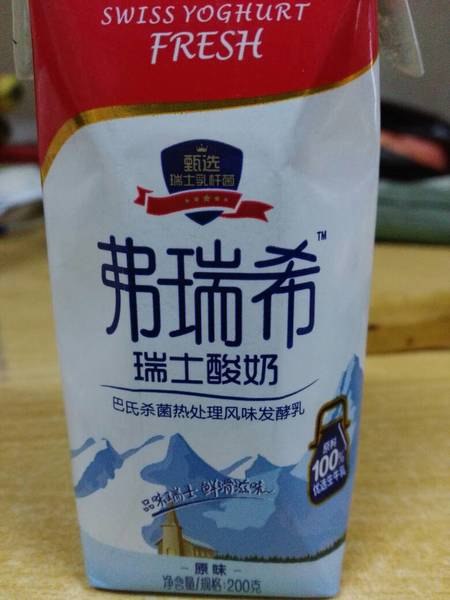 SWISS YOGHURT
FRESH
甄选
瑞士乳杆菌
弗瑞希™
瑞士酸奶
巴氏杀菌热处理风味发酵乳
原料
100%
优选生牛乳
品味瑞士·鲜滑滋味
原味
净含量/规格:200克